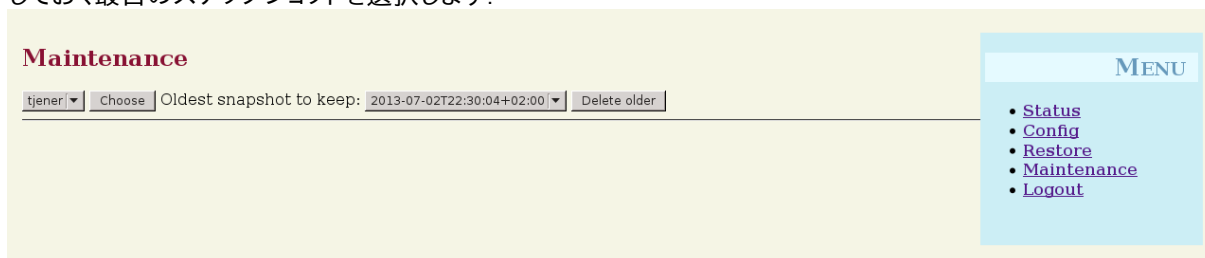 しておく最古のスナップショットを選択します:
Maintenance
tjener Choose Oldest snapshot to keep: 2013-07-02T22:30:04+02:00 Delete older
MENU
Status
Config
Restore
Maintenance
Logout